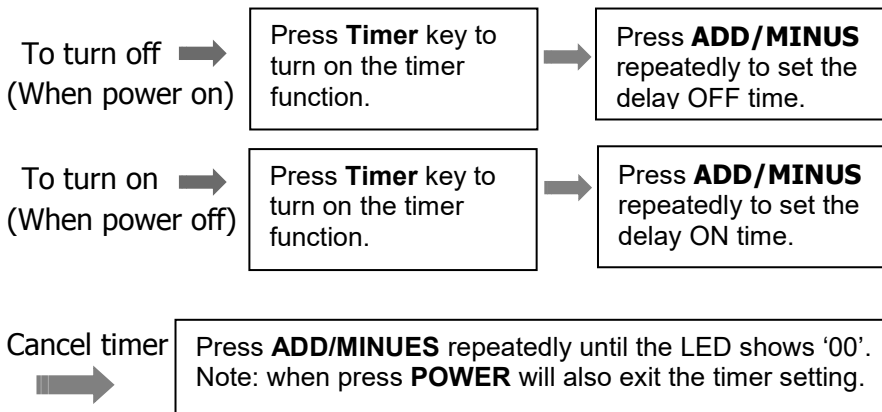 To turn off
(When power on)
Press Timer key to
turn on the timer
function.
Press ADD/MINUS
repeatedly to set the
delay OFF time.
To turn on
(When power off)
Press Timer key to
turn on the timer
function.
Press ADD/MINUS
repeatedly to set the
delay ON time.
Cancel timer
Press ADD/MINUES repeatedly until the LED shows ‘00’.
Note: when press POWER will also exit the timer setting.